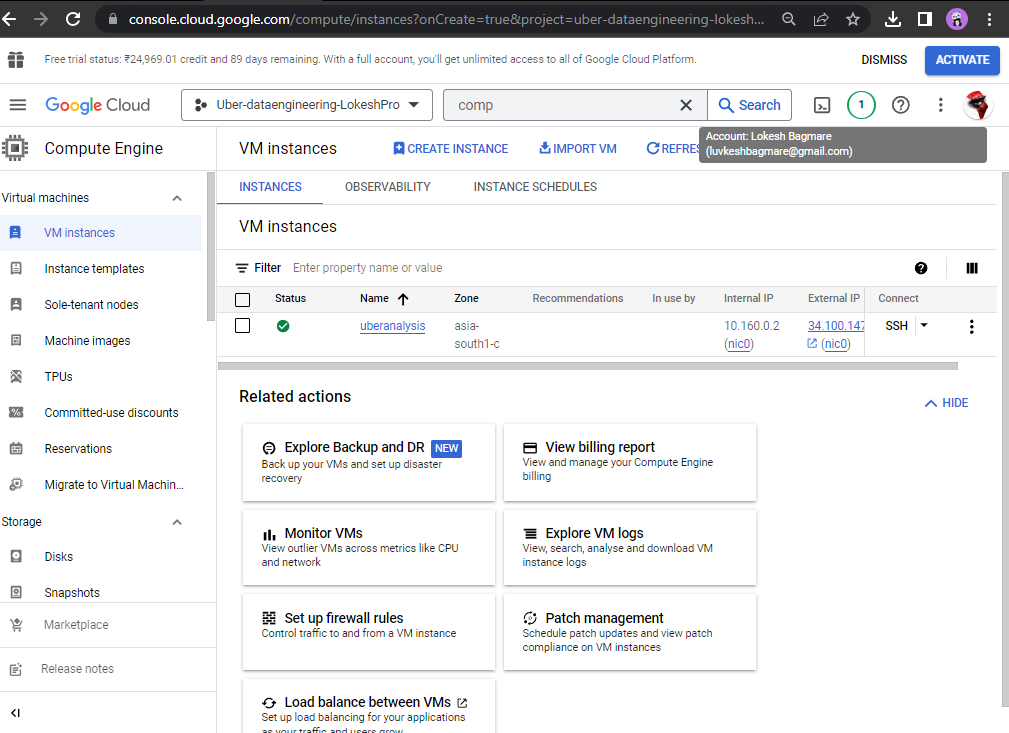 console.cloud.google.com/compute/instances?onCreate=true&project=uber-dataengineering-lokesh...
Free trial status: ₹24,969.01 credit and 89 days remaining. With a full account, you'll get unlimited access to all of Google Cloud Platform.
DISMISS
ACTIVATE
Google Cloud
Uber-dataengineering-LokeshPro
comp
Search
1
Account: Lokesh Bagmare
(luvkeshbagmare@gmail.com)
Compute Engine
VM instances
CREATE INSTANCE
IMPORT VM
REFRES
Virtual machines
VM instances
Instance templates
Sole-tenant nodes
Machine images
TPUs
Committed-use discounts
Reservations
Migrate to Virtual Machin...
Storage
Disks
Snapshots
Marketplace
Release notes
INSTANCES
OBSERVABILITY
INSTANCE SCHEDULES
VM instances
Filter
Enter property name or value
Status
Name
Zone
Recommendations
In use by
Internal IP
External IP
Connect
uberanalysis
asia-
south1-c
10.160.0.2
(nic0)
34.100.147
(nic0)
SSH
Related actions
HIDE
Explore Backup and DR NEW
Back up your VMs and set up disaster
recovery
View billing report
View and manage your Compute Engine
billing
Monitor VMs
View outlier VMs across metrics like CPU
and network
Explore VM logs
View, search, analyse and download VM
instance logs
Set up firewall rules
Control traffic to and from a VM instance
Patch management
Schedule patch updates and view patch
compliance on VM instances
Load balance between VMs
Set up load balancing for your applications
as your traffic and users grow